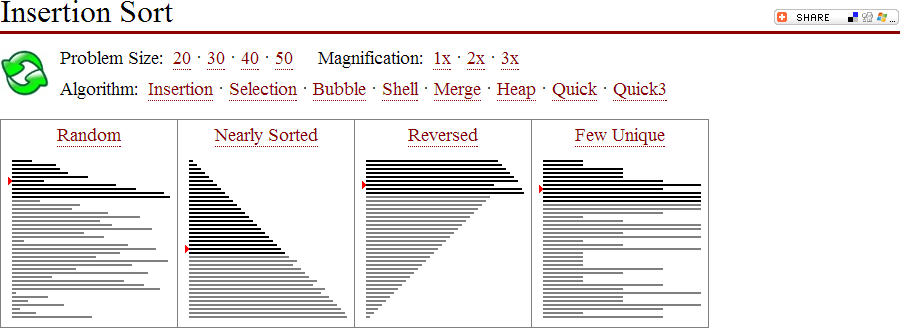 Insertion Sort
SHARE ...
Problem Size: 20 · 30 · 40 · 50 Magnification: 1x · 2x · 3x
Algorithm: Insertion · Selection · Bubble · Shell · Merge · Heap · Quick · Quick3
Random Nearly Sorted Reversed Few Unique